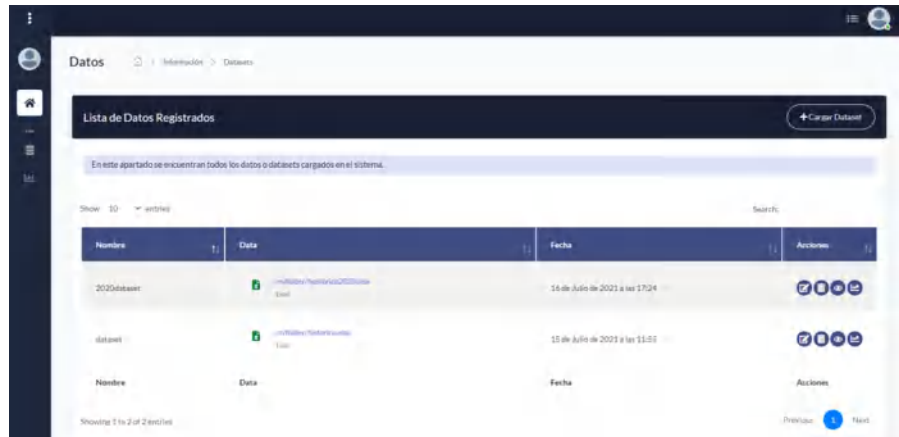 Datos
Información > Datasets
Lista de Datos Registrados
+Cargar Dataset
En este apartado se encuentran todos los datos o datasets cargados en el sistema.
Show 10 entries
Search:
Nombre Data Fecha Acciones
2020dataset 16 de Julio de 2021 a las 17:24
Excel
dataset 15 de Julio de 2021 a las
Excel
Nombre Data Fecha Acciones
Showing 1 to 2 of 2 entries
Previous 1 Next